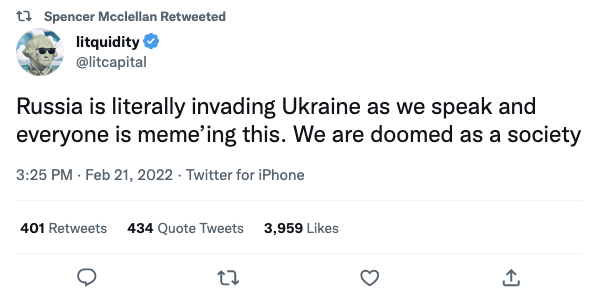 Spencer Mcclellan Retweeted
litquidity
@litcapital
Russia is literally invading Ukraine as we speak and
everyone is meme'ing this. We are doomed as a society
3:25 PM · Feb 21, 2022 · Twitter for iPhone
401 Retweets 434 Quote Tweets 3,959 Likes